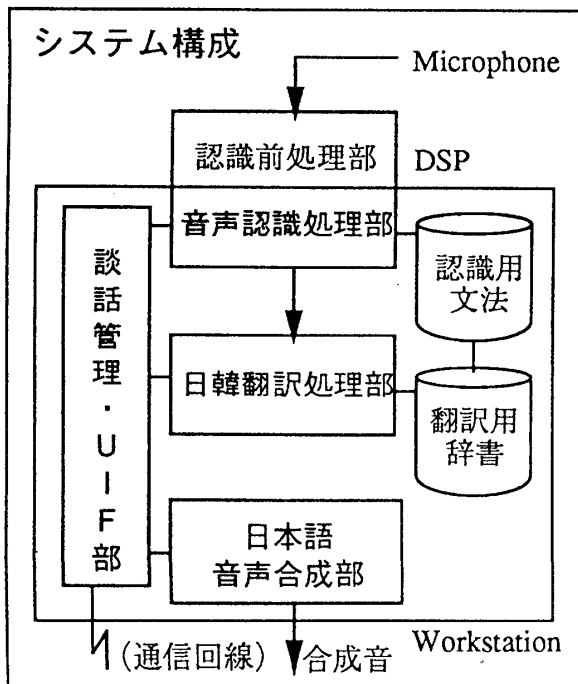 システム構成
Microphone
認識前処理部
DSP
音声認識処理部
認識用
文法
談話管理・UIF部
日韓翻訳処理部
翻訳用
辞書
日本語
音声合成部
Workstation
(通信回線)
合成音